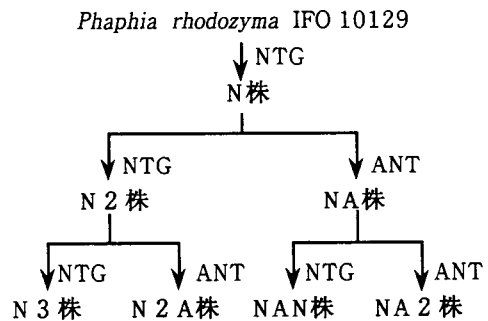 Phaphia rhodozyma IFO 10129
NTG
N株
NTG ANT
N2株 NA株
NTG ANT NTG ANT
N3株 N2A株 NAN株 NA2株